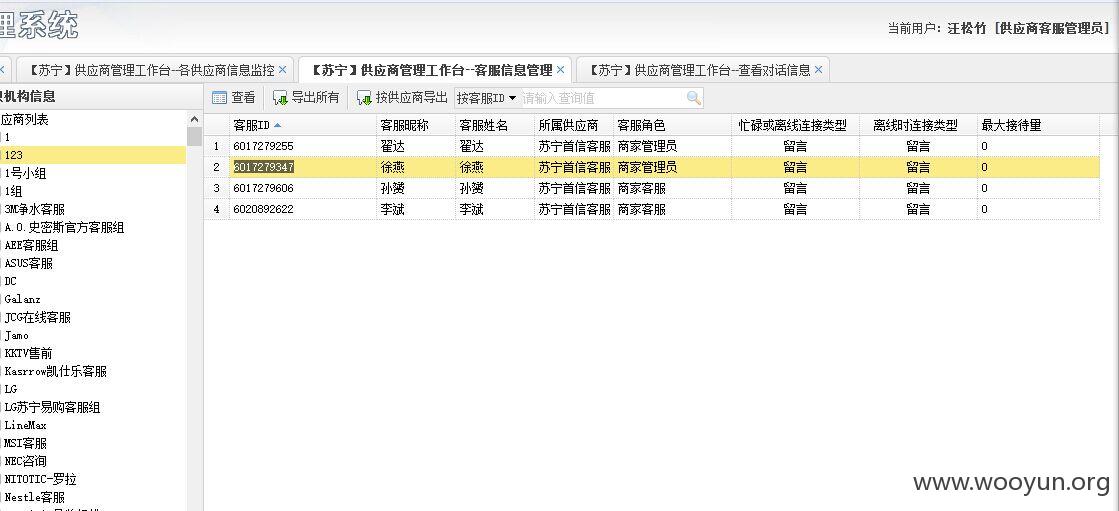 理系统
当前用户: 汪松竹 [供应商客服管理员]
【苏宁】供应商管理工作台--各供应商信息监控
【苏宁】供应商管理工作台--客服信息管理
【苏宁】供应商管理工作台--查看对话信息
机构信息
查看
导出所有
按供应商导出
按客服ID
请输入查询值
应商列表
1
123
1号小组
1组
3M净水客服
A.O.史密斯官方客服组
AEE客服组
ASUS客服
DC
Galanz
JCG在线客服
Jamo
KKTV售前
Kasrrow凯仕乐客服
LG
LG苏宁易购客服组
LineMax
MSI客服
NEC咨询
NITOTIC-罗拉
Nestle客服
客服ID 客服昵称 客服姓名 所属供应商 客服角色 忙碌或离线连接类型 离线时连接类型 最大接待量
1 6017279255 翟达 翟达 苏宁首信客服 商家管理员 留言 留言 0
2 6017279347 徐燕 徐燕 苏宁首信客服 商家管理员 留言 留言 0
3 6017279606 孙赟 孙赟 苏宁首信客服 商家客服 留言 留言 0
4 6020892622 李斌 李斌 苏宁首信客服 商家客服 留言 留言 0
www.wooyun.org